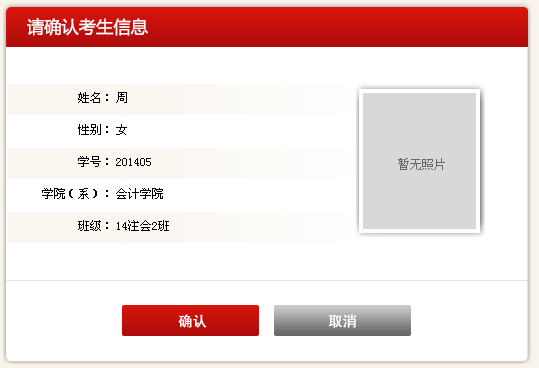 请确认考生信息
姓名：周
性别：女
学号：201405
学院（系）：会计学院
班级：14注会2班
暂无照片
确认
取消